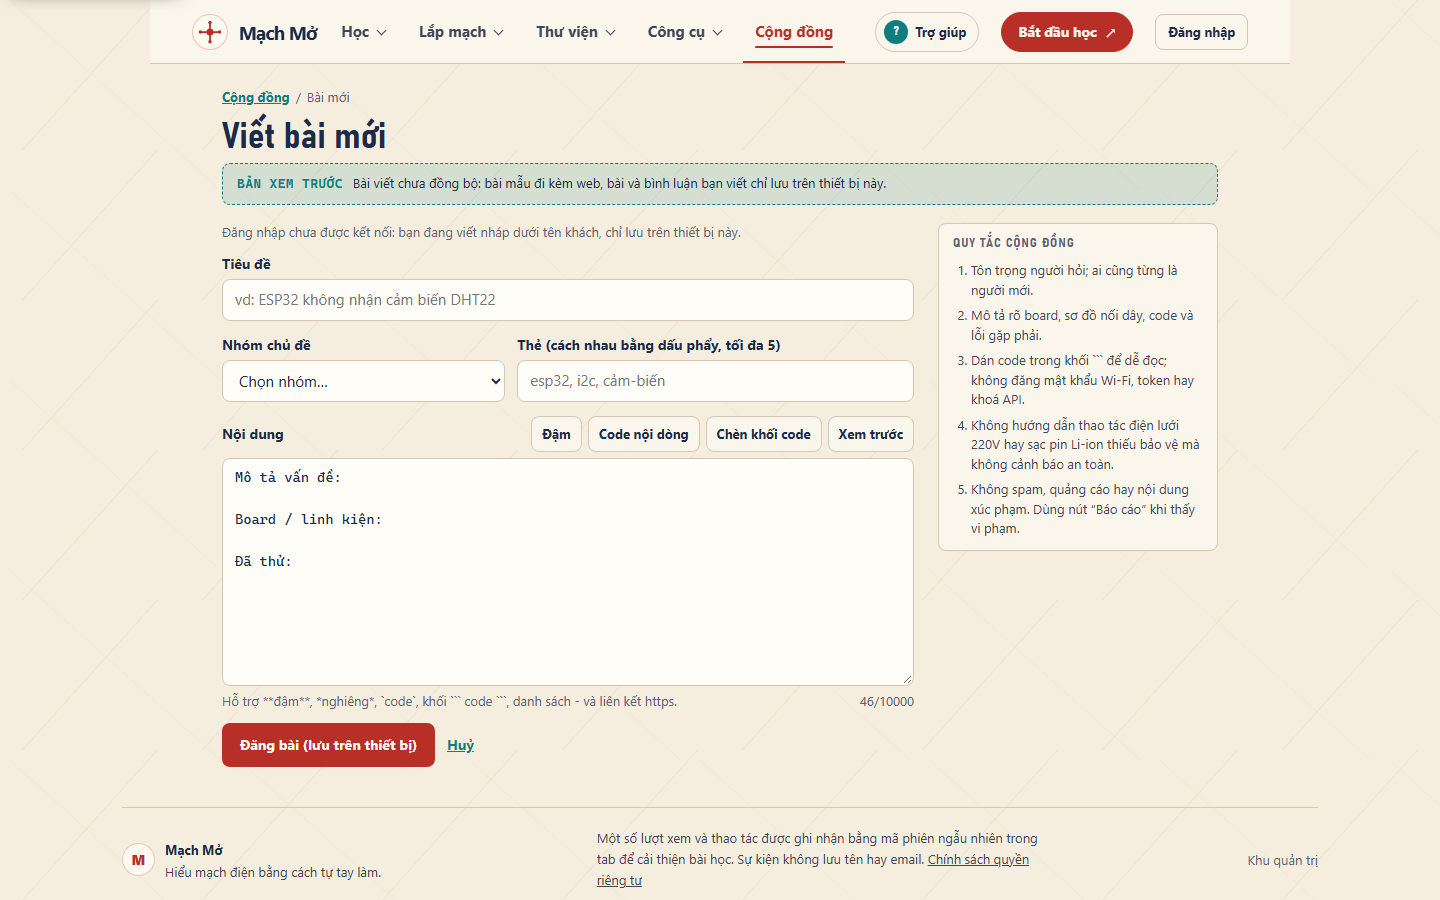 Mạch Mở
Học
Lắp mạch
Thư viện
Công cụ
Cộng đồng
? Trợ giúp
Bắt đầu học ↗
Đăng nhập
Cộng đồng / Bài mới
Viết bài mới
BẢN XEM TRƯỚC Bài viết chưa đồng bộ: bài mẫu đi kèm web, bài và bình luận bạn viết chỉ lưu trên thiết bị này.
Đăng nhập chưa được kết nối: bạn đang viết nháp dưới tên khách, chỉ lưu trên thiết bị này.
Tiêu đề
vd: ESP32 không nhận cảm biến DHT22
Nhóm chủ đề
Chọn nhóm...
Thẻ (cách nhau bằng dấu phẩy, tối đa 5)
esp32, i2c, cảm-biến
Nội dung
Đậm
Code nội dòng
Chèn khối code
Xem trước
Mô tả vấn đề:
Board / linh kiện:
Đã thử:
Hỗ trợ **đậm**, *nghiêng*, `code`, khối ``` code ```, danh sách - và liên kết https.
46/10000
Đăng bài (lưu trên thiết bị)
Huỷ
QUY TẮC CỘNG ĐỒNG
1. Tôn trọng người hỏi; ai cũng từng là
người mới.
2. Mô tả rõ board, sơ đồ nối dây, code và
lỗi gặp phải.
3. Dán code trong khối ``` để dễ đọc;
không đăng mật khẩu Wi-Fi, token hay
khoá API.
4. Không hướng dẫn thao tác điện lưới
220V hay sạc pin Li-ion thiếu bảo vệ mà
không cảnh báo an toàn.
5. Không spam, quảng cáo hay nội dung
xúc phạm. Dùng nút “Báo cáo” khi thấy
vi phạm.
M
Mạch Mở
Hiểu mạch điện bằng cách tự tay làm.
Một số lượt xem và thao tác được ghi nhận bằng mã phiên ngẫu nhiên trong
tab để cải thiện bài học. Sự kiện không lưu tên hay email. Chính sách quyền
riêng tư
Khu quản trị